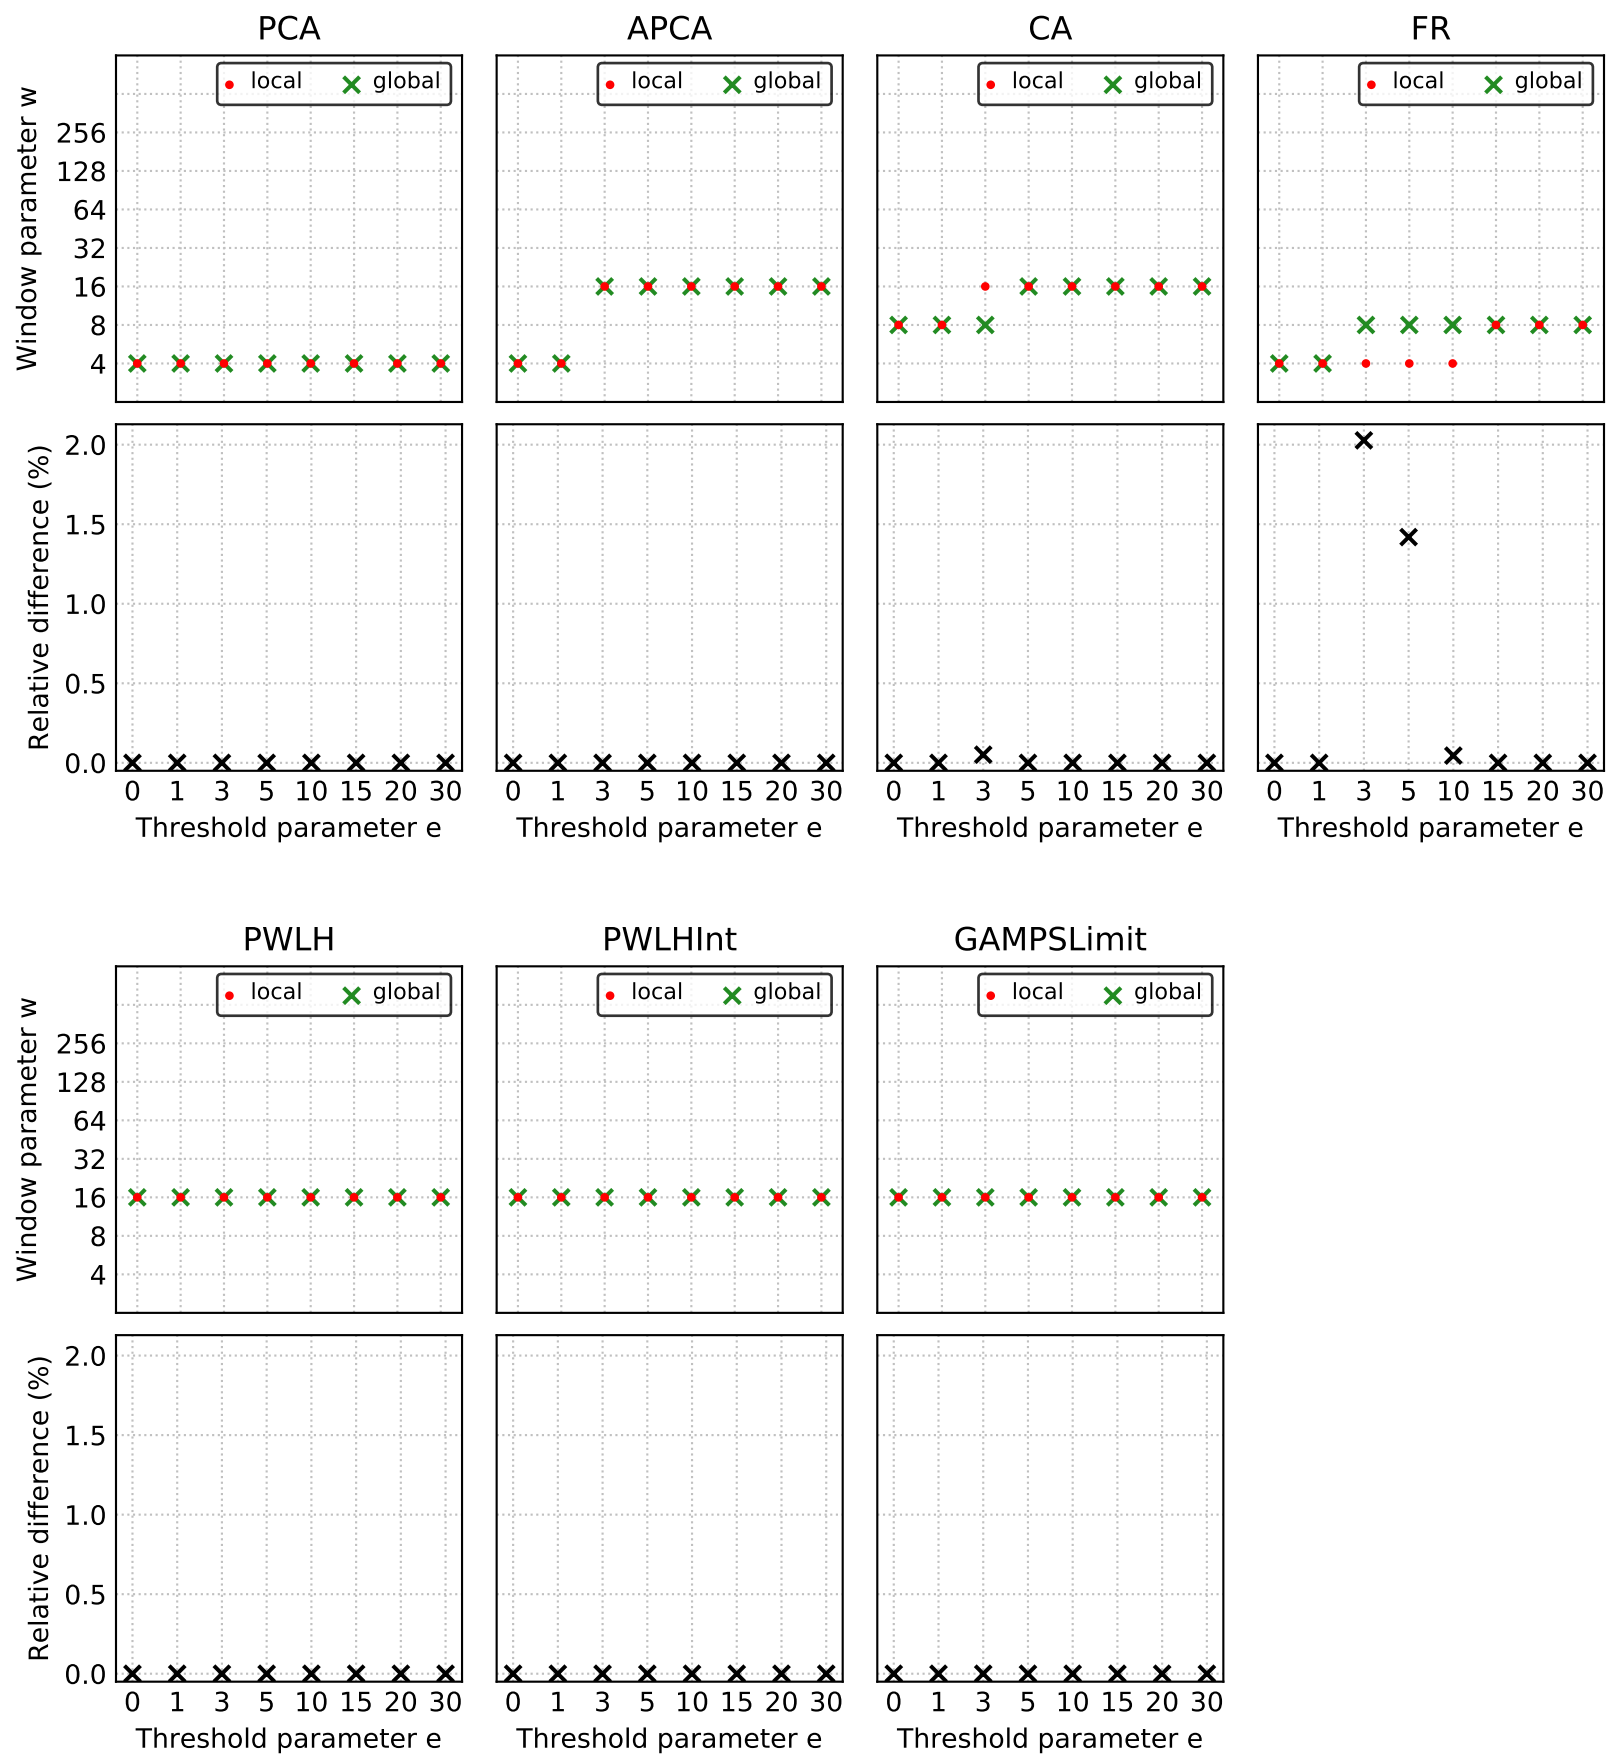 PCA APCA CA FR
local global local global local global local global
Window parameter w
256
128
64
32
16
8
4
Relative difference (%)
2.0
1.5
1.0
0.5
0.0
0 1 3 5 10 15 20 30 0 1 3 5 10 15 20 30 0 1 3 5 10 15 20 30 0 1 3 5 10 15 20 30
Threshold parameter e Threshold parameter e Threshold parameter e Threshold parameter e
PWLH PWLHInt GAMPSLimit
local global local global local global
Window parameter w
256
128
64
32
16
8
4
Relative difference (%)
2.0
1.5
1.0
0.5
0.0
0 1 3 5 10 15 20 30 0 1 3 5 10 15 20 30 0 1 3 5 10 15 20 30
Threshold parameter e Threshold parameter e Threshold parameter e